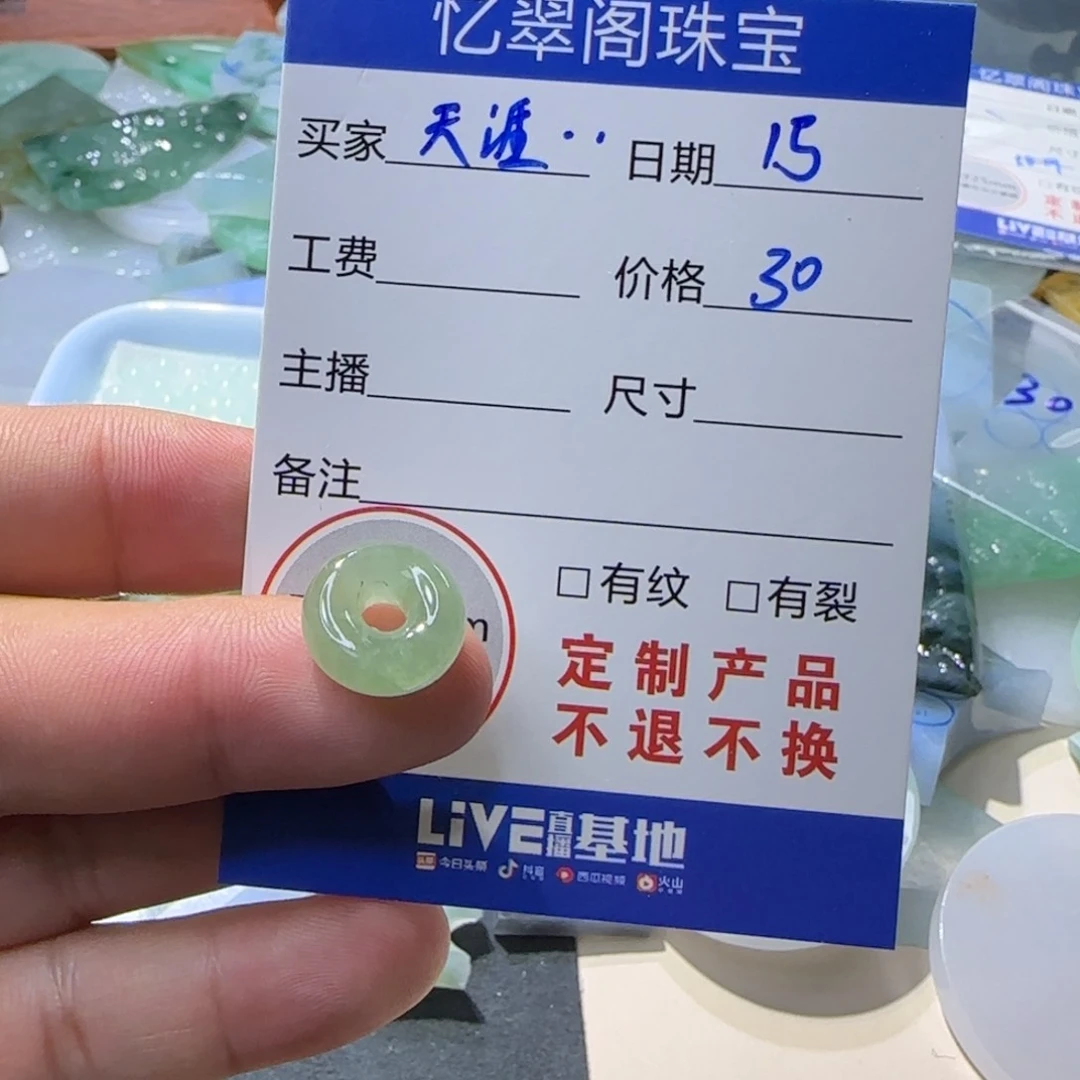 忆翠阁珠宝
买家 天涯‥ 日期 15
工费 价格 30
主播 尺寸
备注
□有纹 □有裂
定制产品
不退不换
LiVE直播基地
今日头条 抖音 西瓜视频 火山
30